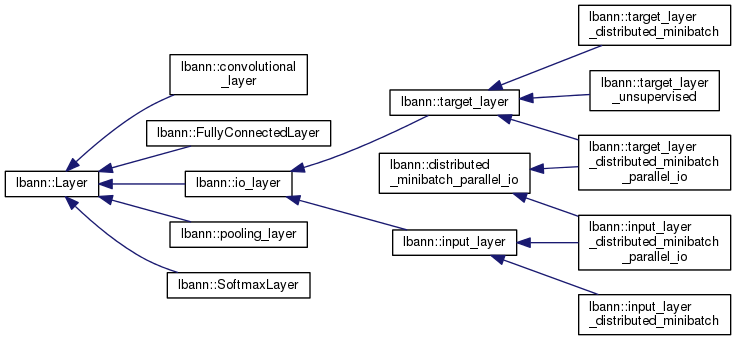 lbann::target_layer
_distributed_minibatch
lbann::convolutional
_layer
lbann::target_layer
_unsupervised
lbann::target_layer
lbann::FullyConnectedLayer
lbann::target_layer
_distributed_minibatch
_parallel_io
lbann::distributed
_minibatch_parallel_io
lbann::Layer
lbann::io_layer
lbann::pooling_layer
lbann::input_layer
lbann::input_layer
_distributed_minibatch
_parallel_io
lbann::SoftmaxLayer
lbann::input_layer
_distributed_minibatch